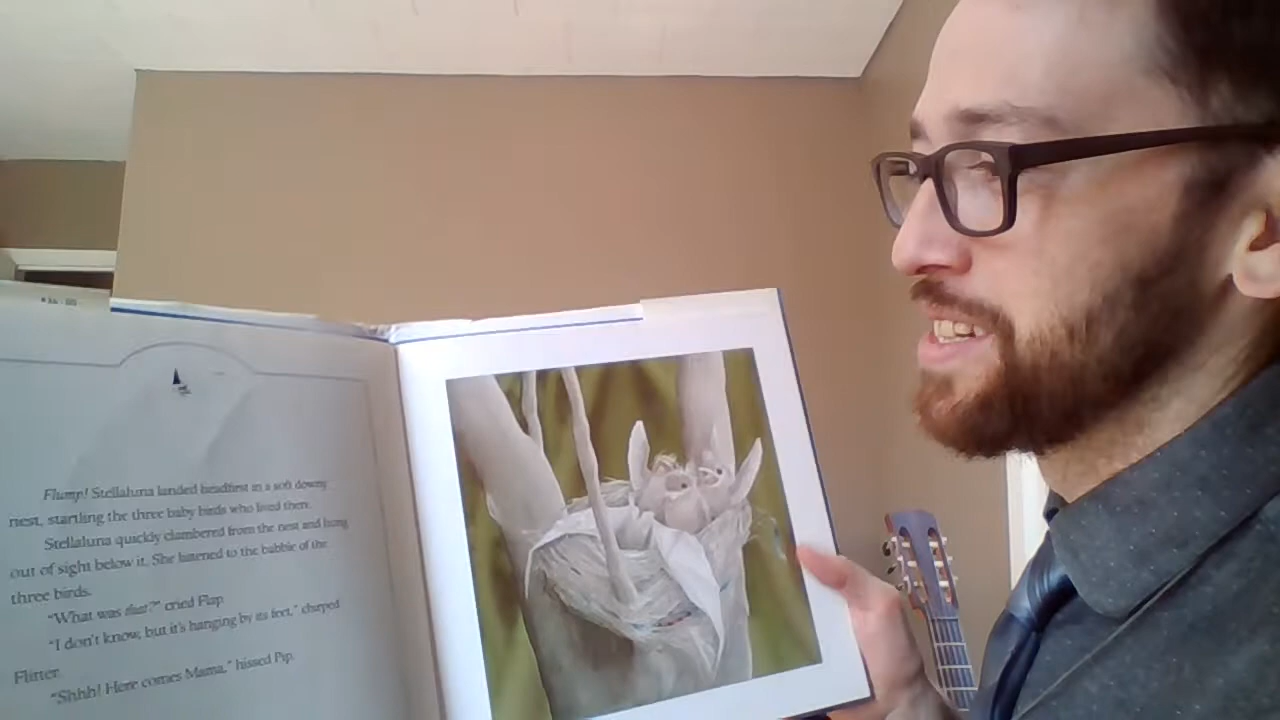 Flump! Stellaluna landed headfirst in a soft downy
nest, startling the three baby birds who lived there.
Stellaluna quickly clambered from the nest and hung
out of sight below it. She listened to the babble of the
three birds.
"What was that?" cried Flap.
"I don't know, but it's hanging by its feet," chirped
Flitter.
"Shhh! Here comes Mama," hissed Pip.